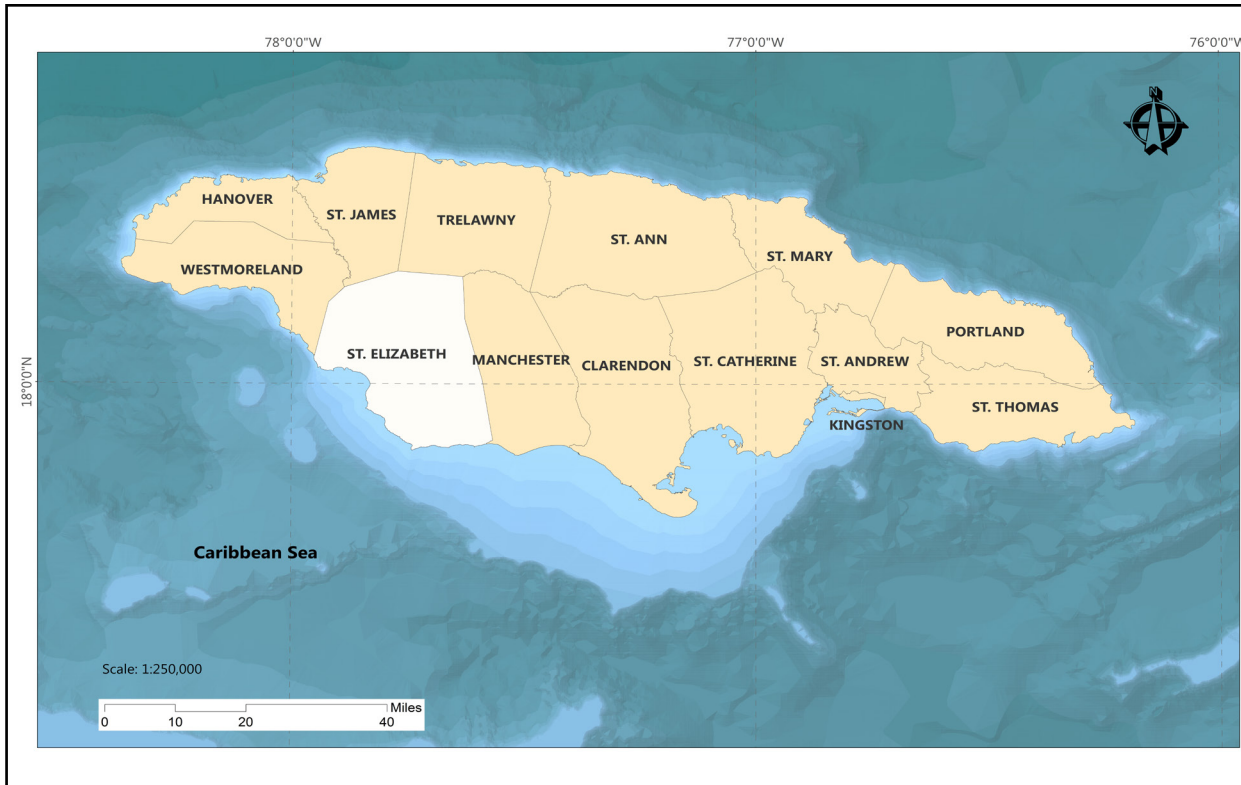 78°0'0"W
77°0'0"W
76°0'0"W
N
HANOVER
ST. JAMES
TRELAWNY
ST. ANN
ST. MARY
WESTMORELAND
PORTLAND
ST. ELIZABETH
MANCHESTER
CLARENDON
ST. CATHERINE
ST. ANDREW
18°0'0"N
ST. THOMAS
KINGSTON
Caribbean Sea
Scale: 1:250,000
Miles
0 10 20 40